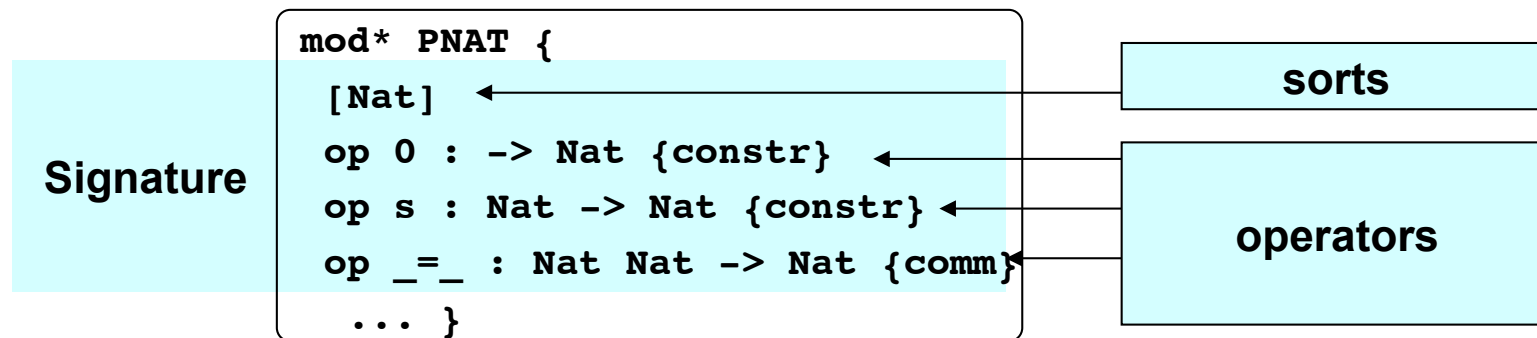 mod* PNAT {
[Nat]
op 0 : -> Nat {constr}
op s : Nat -> Nat {constr}
op _=_ : Nat Nat -> Nat {comm}
... }
Signature
sorts
operators